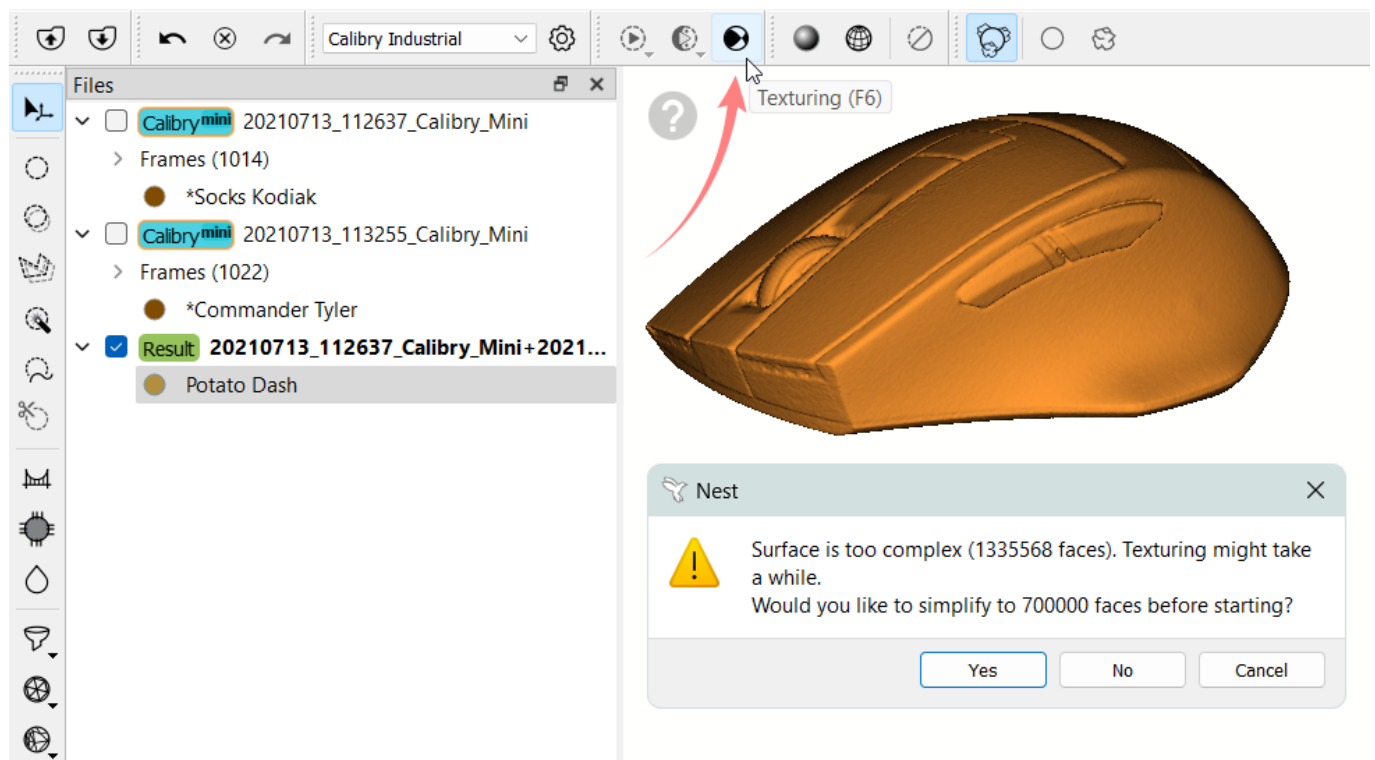 Calibry Industrial
Files
Texturing (F6)
?
Calibry mini 20210713_112637_Calibry_Mini
Frames (1014)
*Socks Kodiak
Calibry mini 20210713_113255_Calibry_Mini
Frames (1022)
*Commander Tyler
Result 20210713_112637_Calibry_Mini+2021...
Potato Dash
Nest
Surface is too complex (1335568 faces). Texturing might take
a while.
Would you like to simplify to 700000 faces before starting?
Yes No Cancel